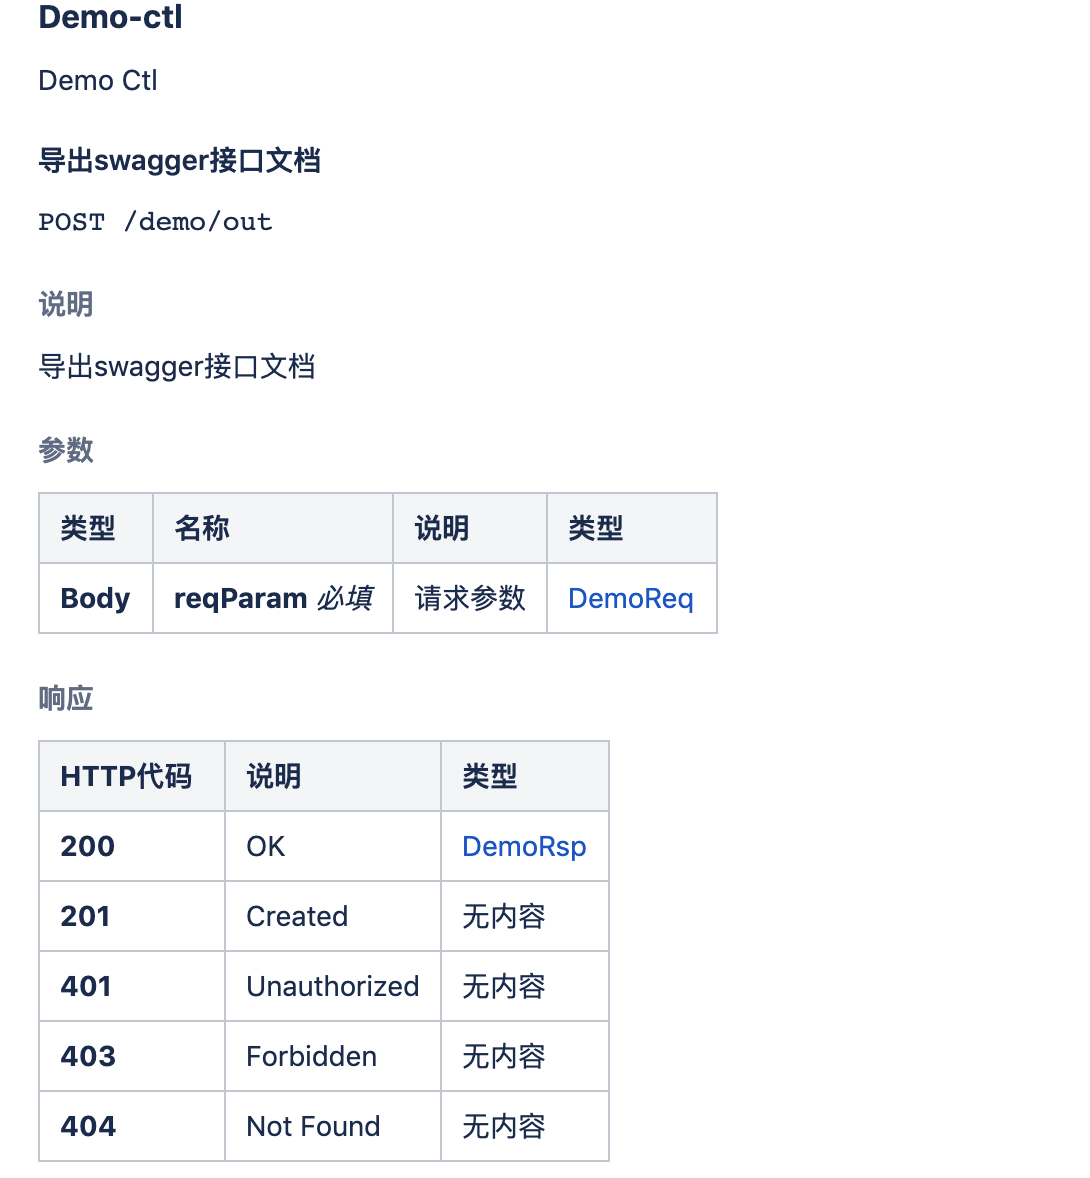 Demo-ctl
Demo Ctl
导出swagger接口文档
POST /demo/out
说明
导出swagger接口文档
参数
类型 名称 说明 类型
Body reqParam 必填 请求参数 DemoReq
响应
HTTP代码 说明 类型
200 OK DemoRsp
201 Created 无内容
401 Unauthorized 无内容
403 Forbidden 无内容
404 Not Found 无内容